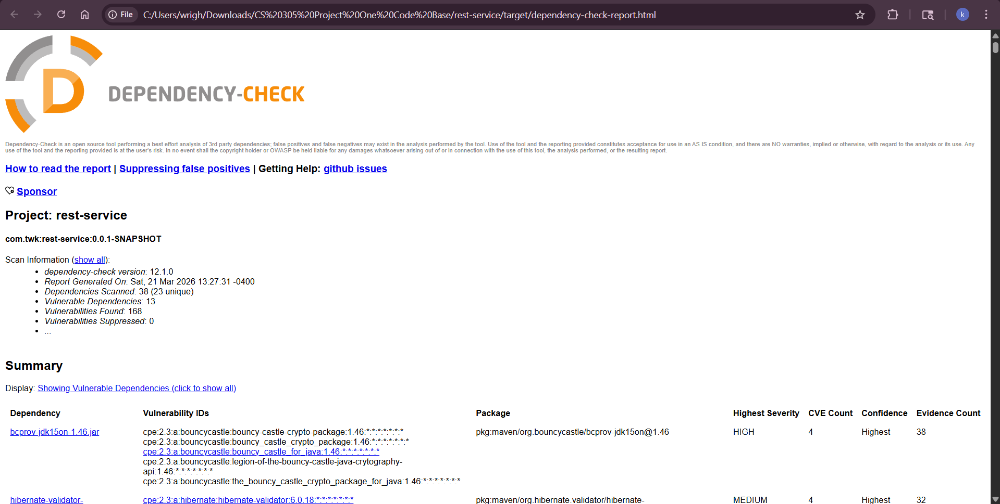 File C:/Users/wrigh/Downloads/CS%20305%20Project%20One%20Code%20Base/rest-service/target/dependency-check-report.html k
D DEPENDENCY-CHECK
Dependency-Check is an open source tool performing a best effort analysis of 3rd party dependencies; false positives and false negatives may exist in the analysis performed by the tool. Use of the tool and the reporting provided constitutes acceptance for use in an AS IS condition, and there are NO warranties, implied or otherwise, with regard to the analysis or its use. Any
use of the tool and the reporting provided is at the user's risk. In no event shall the copyright holder or OWASP be held liable for any damages whatsoever arising out of or in connection with the use of this tool, the analysis performed, or the resulting report.
How to read the report | Suppressing false positives | Getting Help: github issues
Sponsor
Project: rest-service
com.twk:rest-service:0.0.1-SNAPSHOT
Scan Information (show all):
• dependency-check version: 12.1.0
• Report Generated On: Sat, 21 Mar 2026 13:27:31 -0400
• Dependencies Scanned: 38 (23 unique)
• Vulnerable Dependencies: 13
• Vulnerabilities Found: 168
• Vulnerabilities Suppressed: 0
• ...
Summary
Display: Showing Vulnerable Dependencies (click to show all)
Dependency Vulnerability IDs Package Highest Severity CVE Count Confidence Evidence Count
bcprov-jdk15on-1.46.jar cpe:2.3:a:bouncycastle:bouncy-castle-crypto-package:1.46:*:*:*:*:*:*:* pkg:maven/org.bouncycastle/bcprov-jdk15on@1.46 HIGH 4 Highest 38
cpe:2.3:a:bouncycastle:bouncy_castle_crypto_package:1.46:*:*:*:*:*:*:*
cpe:2.3:a:bouncycastle:bouncy_castle_for_java:1.46:*:*:*:*:*:*:*
cpe:2.3:a:bouncycastle:legion-of-the-bouncy-castle-java-crytography-
api:1.46:*:*:*:*:*:*:*
cpe:2.3:a:bouncycastle:the_bouncy_castle_crypto_package_for_java:1.46:*:*:*:*:*:*:*
hibernate-validator- cpe:2.3:a:hibernate:hibernate-validator:6.0.18:*:*:*:*:*:*:* pkg:maven/org.hibernate.validator/hibernate- MEDIUM 4 Highest 32